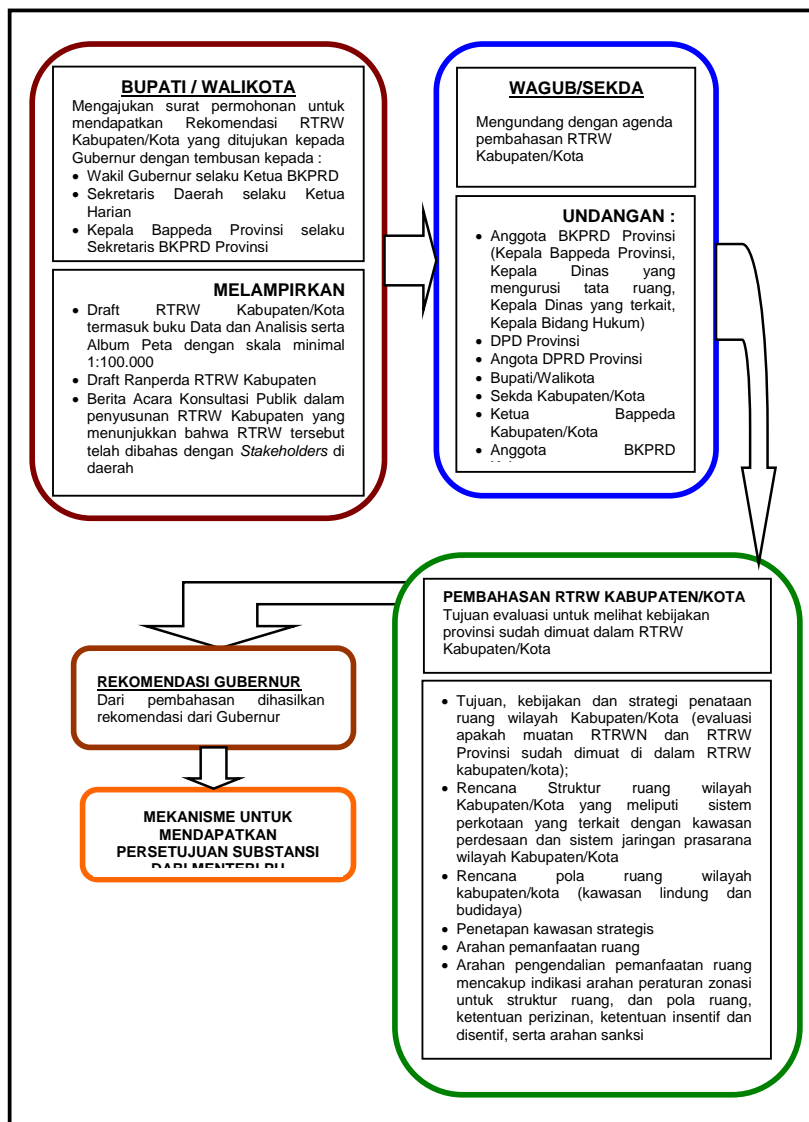 BUPATI / WALIKOTA
Mengajukan surat permohonan untuk
mendapatkan Rekomendasi RTRW
Kabupaten/Kota yang ditujukan kepada
Gubernur dengan tembusan kepada :
• Wakil Gubernur selaku Ketua BKPRD
• Sekretaris Daerah selaku Ketua
Harian
• Kepala Bappeda Provinsi selaku
Sekretaris BKPRD Provinsi
MELAMPIRKAN
• Draft RTRW Kabupaten/Kota
termasuk buku Data dan Analisis serta
Album Peta dengan skala minimal
1:100.000
• Draft Ranperda RTRW Kabupaten
• Berita Acara Konsultasi Publik dalam
penyusunan RTRW Kabupaten yang
menunjukkan bahwa RTRW tersebut
telah dibahas dengan Stakeholders di
daerah
WAGUB/SEKDA
Mengundang dengan agenda
pembahasan RTRW
Kabupaten/Kota
UNDANGAN :
• Anggota BKPRD Provinsi
(Kepala Bappeda Provinsi,
Kepala Dinas yang
mengurusi tata ruang,
Kepala Dinas yang terkait,
Kepala Bidang Hukum)
• DPD Provinsi
• Angota DPRD Provinsi
• Bupati/Walikota
• Sekda Kabupaten/Kota
• Ketua Bappeda
Kabupaten/Kota
• Anggota BKPRD
PEMBAHASAN RTRW KABUPATEN/KOTA
Tujuan evaluasi untuk melihat kebijakan
provinsi sudah dimuat dalam RTRW
Kabupaten/Kota
• Tujuan, kebijakan dan strategi penataan
ruang wilayah Kabupaten/Kota (evaluasi
apakah muatan RTRWN dan RTRW
Provinsi sudah dimuat di dalam RTRW
kabupaten/kota);
• Rencana Struktur ruang wilayah
Kabupaten/Kota yang meliputi sistem
perkotaan yang terkait dengan kawasan
perdesaan dan sistem jaringan prasarana
wilayah Kabupaten/Kota
• Rencana pola ruang wilayah
kabupaten/kota (kawasan lindung dan
budidaya)
• Penetapan kawasan strategis
• Arahan pemanfaatan ruang
• Arahan pengendalian pemanfaatan ruang
mencakup indikasi arahan peraturan zonasi
untuk struktur ruang, dan pola ruang,
ketentuan perizinan, ketentuan insentif dan
disentif, serta arahan sanksi
REKOMENDASI GUBERNUR
Dari pembahasan dihasilkan
rekomendasi dari Gubernur
MEKANISME UNTUK
MENDAPATKAN
PERSETUJUAN SUBSTANSI
DARI MENTERI PU